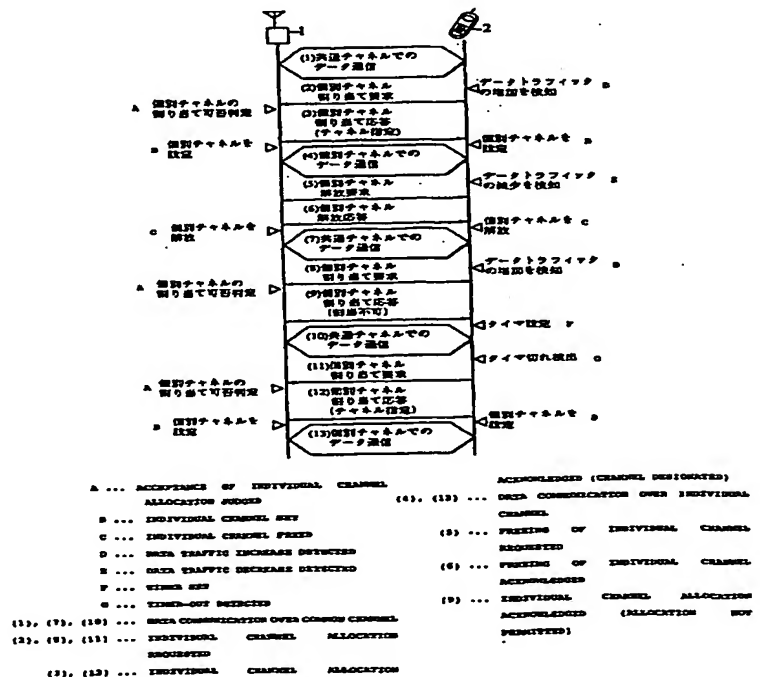 1
2
(1)共通チャネルでの
データ通信
(2)個別チャネル
割り当て要求
データトラフィック D
の増加を検知
A 個別チャネルの
割り当て可否判定
(3)個別チャネル
割り当て応答
(チャネル指定)
B 個別チャネルを
設定
個別チャネルを B
設定
(4)個別チャネルでの
データ通信
データトラフィック E
の減少を検知
(5)個別チャネル
解放要求
(6)個別チャネル
解放応答
C 個別チャネルを
解放
個別チャネルを C
解放
(7)共通チャネルでの
データ通信
(8)個別チャネル
割り当て要求
データトラフィック D
の増加を検知
A 個別チャネルの
割り当て可否判定
(9)個別チャネル
割り当て応答
(割当不可)
タイマ設定 F
(10)共通チャネルでの
データ通信
タイマ切れ検出 G
(11)個別チャネル
割り当て要求
A 個別チャネルの
割り当て可否判定
(12)個別チャネル
割り当て応答
(チャネル指定)
B 個別チャネルを
設定
個別チャネルを B
設定
(13)個別チャネルでの
データ通信
A ... ACCEPTANCE OF INDIVIDUAL CHANNEL
ALLOCATION JUDGED
B ... INDIVIDUAL CHANNEL SET
C ... INDIVIDUAL CHANNEL FREED
D ... DATA TRAFFIC INCREASE DETECTED
E ... DATA TRAFFIC DECREASE DETECTED
F ... TIMER SET
G ... TIMER-OUT DETECTED
(1), (7), (10) ... DATA COMMUNICATION OVER COMMON CHANNEL
(2), (8), (11) ... INDIVIDUAL CHANNEL ALLOCATION
REQUESTED
(3), (12) ... INDIVIDUAL CHANNEL ALLOCATION
ACKNOWLEDGED (CHANNEL DESIGNATED)
(4), (13) ... DATA COMMUNICATION OVER INDIVIDUAL
CHANNEL
(5) ... FREEING OF INDIVIDUAL CHANNEL
REQUESTED
(6) ... FREEING OF INDIVIDUAL CHANNEL
ACKNOWLEDGED
(9) ... INDIVIDUAL CHANNEL ALLOCATION
ACKNOWLEDGED (ALLOCATION NOT
PERMITTED)